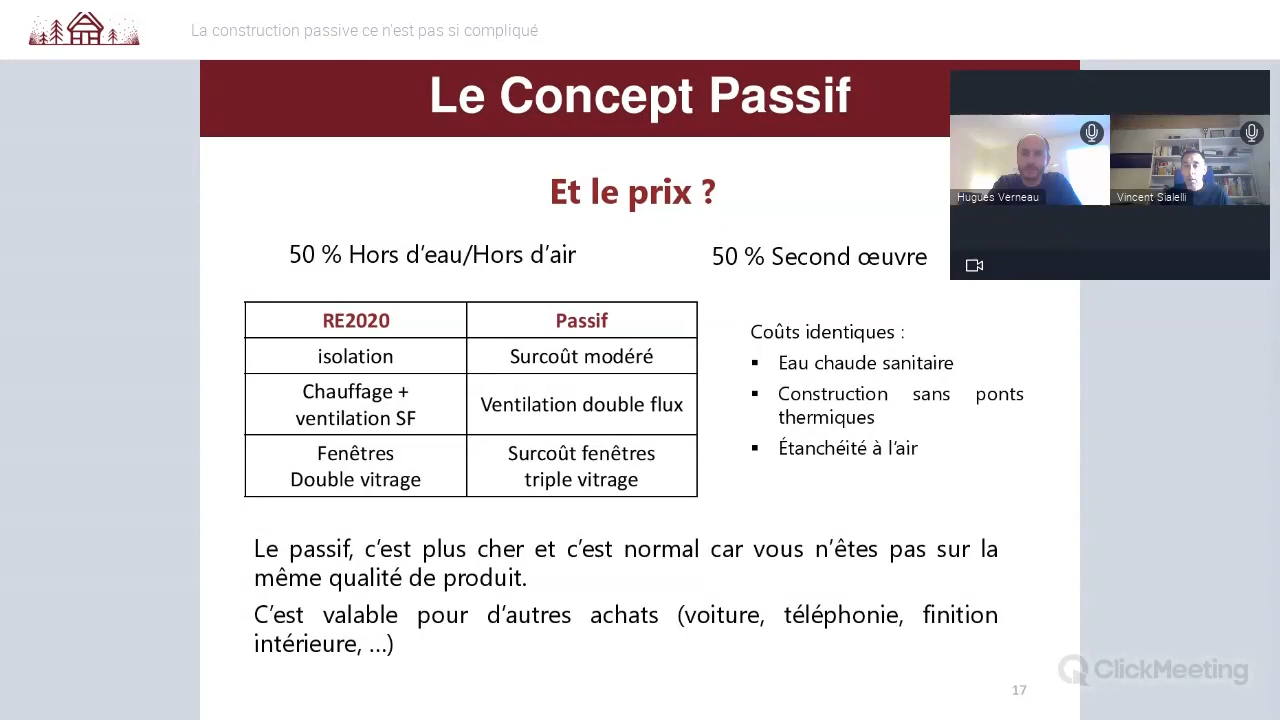 La construction passive ce n'est pas si compliqué
Le Concept Passif
Hugues Verneau
Vincent Sialelli
Et le prix ?
50 % Hors d'eau/Hors d'air
50 % Second œuvre
RE2020
Passif
isolation
Surcoût modéré
Chauffage +
ventilation SF
Ventilation double flux
Fenêtres
Double vitrage
Surcoût fenêtres
triple vitrage
Coûts identiques :
▪ Eau chaude sanitaire
▪ Construction sans ponts
thermiques
▪ Étanchéité à l'air
Le passif, c'est plus cher et c'est normal car vous n'êtes pas sur la
même qualité de produit.
C'est valable pour d'autres achats (voiture, téléphonie, finition
intérieure, ...)
17
ClickMeeting